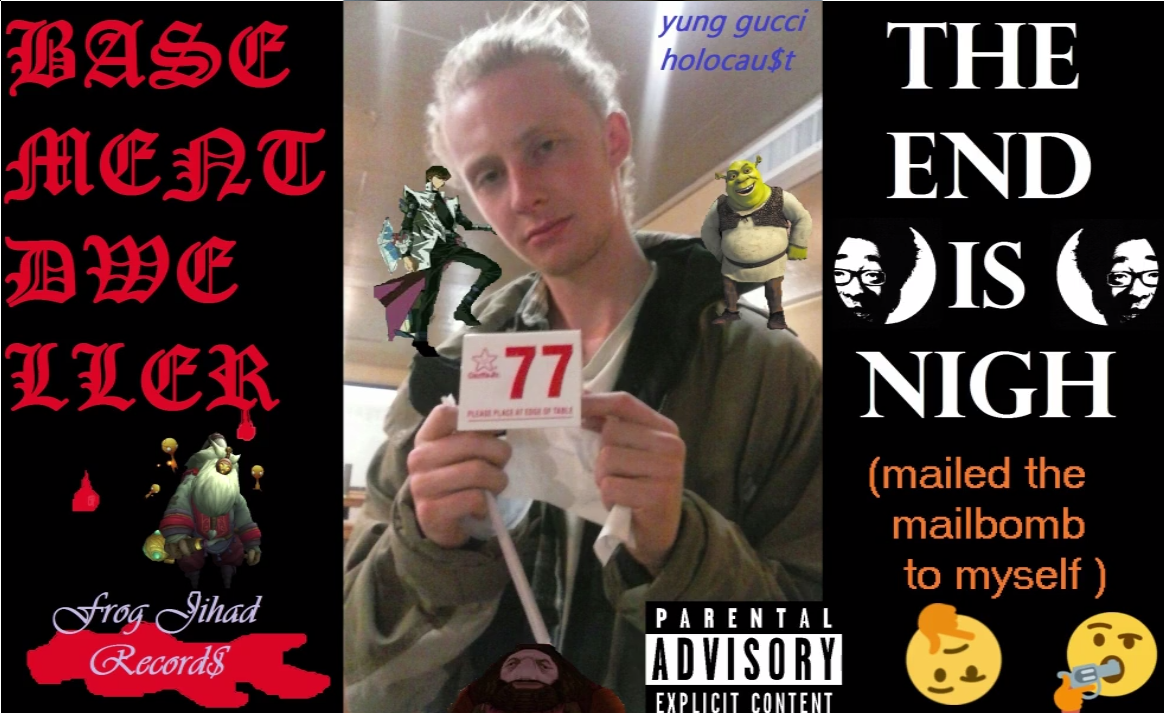 BASE
MENT
DWE
LLER
Frog Jihad
Record$
yung gucci
holocau$t
77
PLEASE PLACE AT EDGE OF TABLE
PARENTAL
ADVISORY
EXPLICIT CONTENT
THE
END
IS
NIGH
(mailed the
mailbomb
to myself )